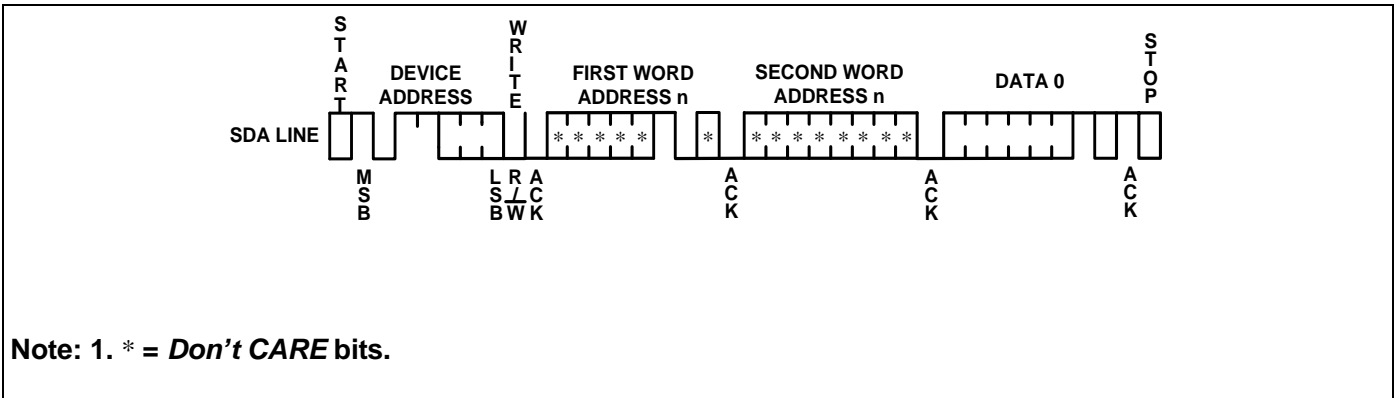 START
WRITE
STOP
DEVICE
ADDRESS
FIRST WORD
ADDRESS n
SECOND WORD
ADDRESS n
DATA 0
SDA LINE
* * * * *
*
* * * * * * * *
MSB
LSB
R/W
ACK
ACK
ACK
ACK
Note: 1. * = Don't CARE bits.